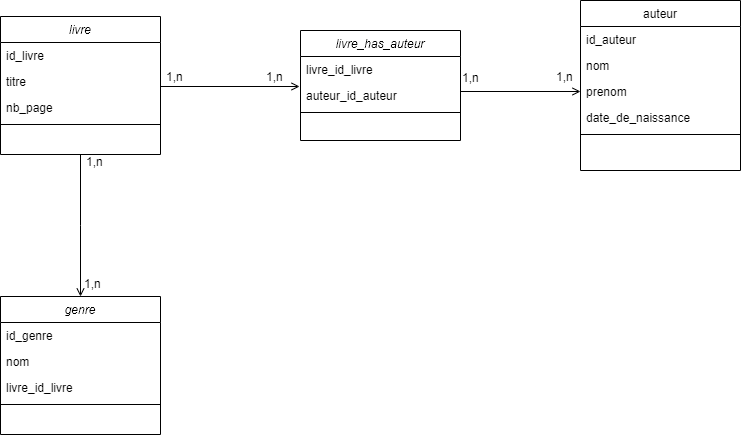 livre
id_livre
titre
nb_page
1,n
1,n
livre_has_auteur
livre_id_livre
auteur_id_auteur
1,n
1,n
auteur
id_auteur
nom
prenom
date_de_naissance
1,n
1,n
genre
id_genre
nom
livre_id_livre